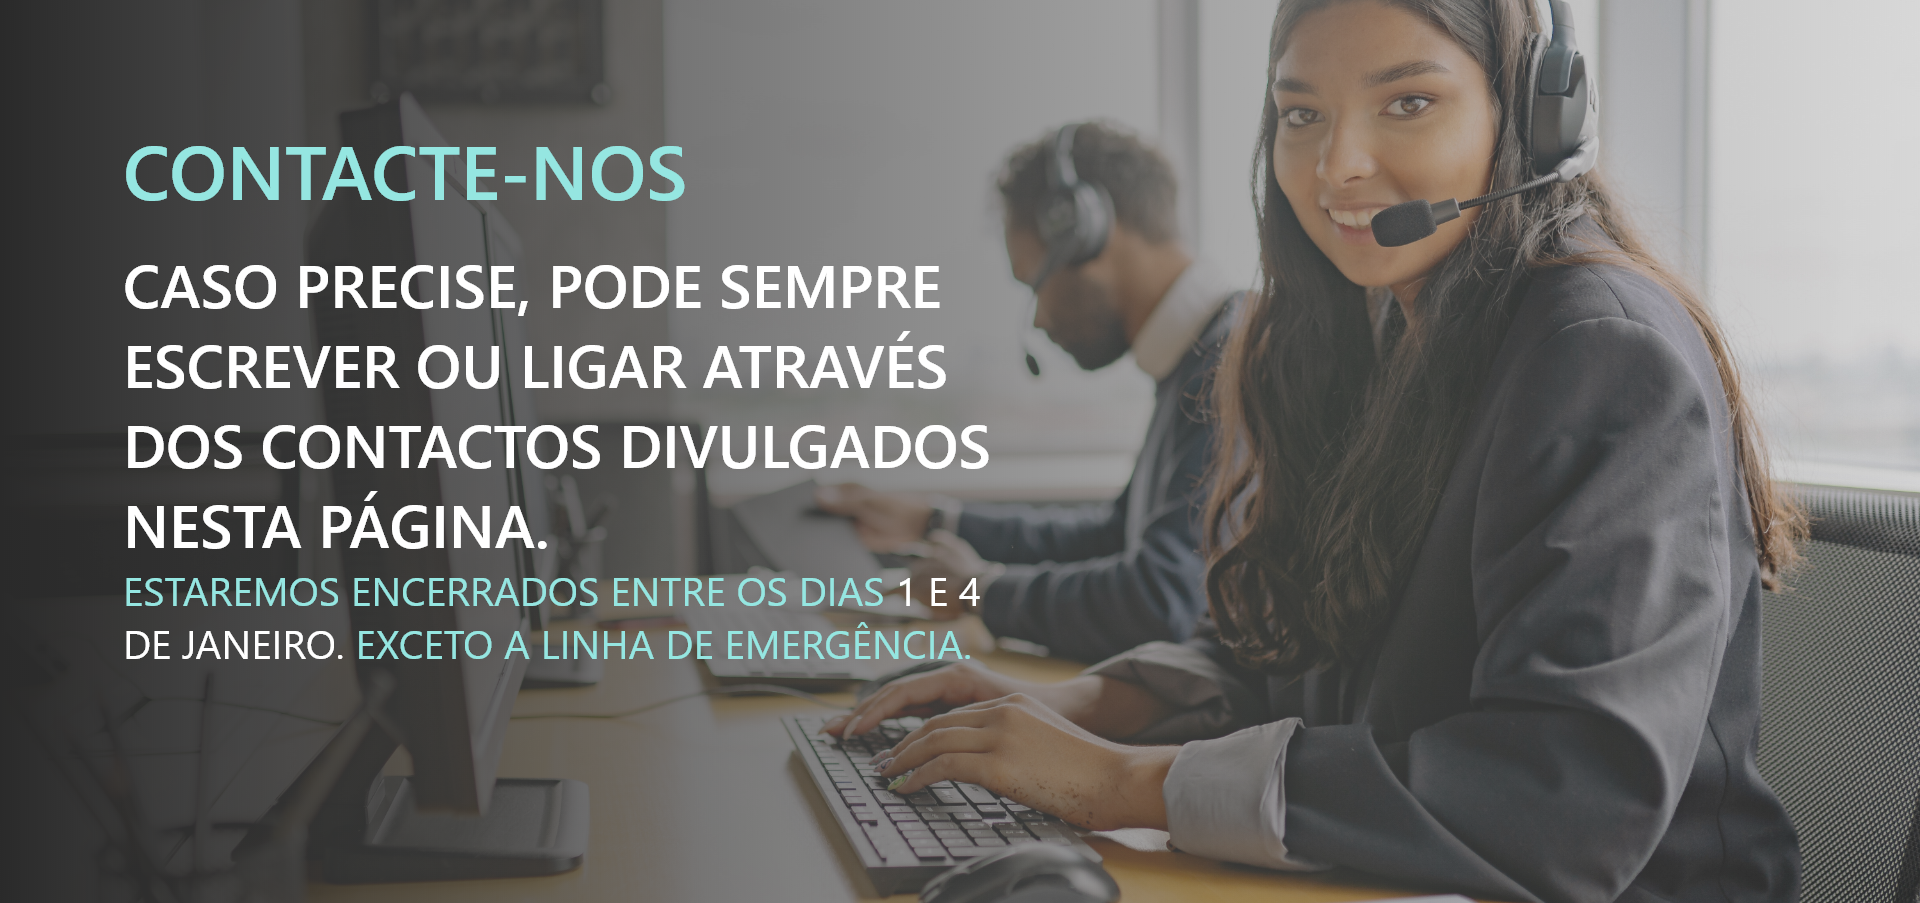 CONTACTE-NOS
CASO PRECISE, PODE SEMPRE
ESCREVER OU LIGAR ATRAVÉS
DOS CONTACTOS DIVULGADOS
NESTA PÁGINA.
ESTAREMOS ENCERRADOS ENTRE OS DIAS 1 E 4
DE JANEIRO. EXCETO A LINHA DE EMERGÊNCIA.